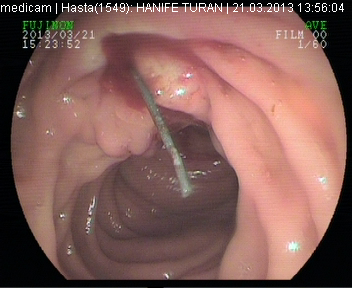 medicam | Hasta(1549): HANIFE TURAN | 21.03.2013 13:56:04
FUJINON AVE
2013/03/21 FILM 00
15:23:52 1/60